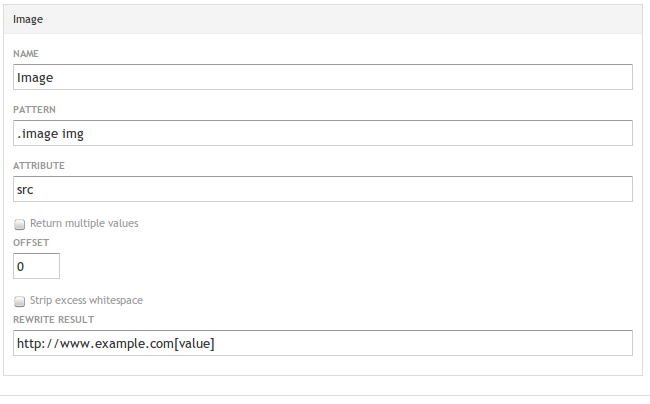 Image
NAME
Image
PATTERN
.image img
ATTRIBUTE
src
Return multiple values
OFFSET
0
Strip excess whitespace
REWRITE RESULT
http://www.example.com[value]